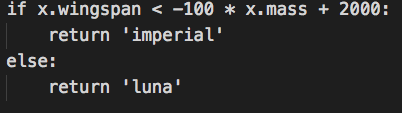 if x.wingspan < -100 * x.mass + 2000:
    return 'imperial'
else:
    return 'luna'